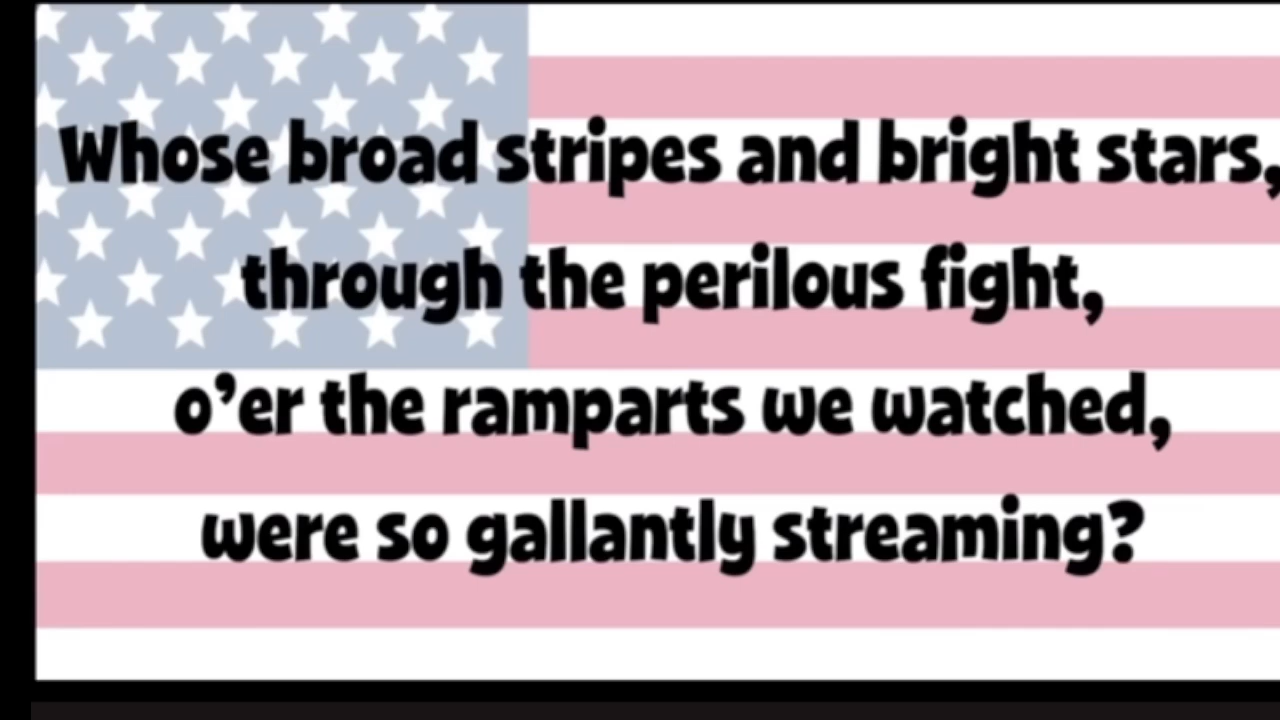 Whose broad stripes and bright stars,
through the perilous fight,
o’er the ramparts we watched,
were so gallantly streaming?